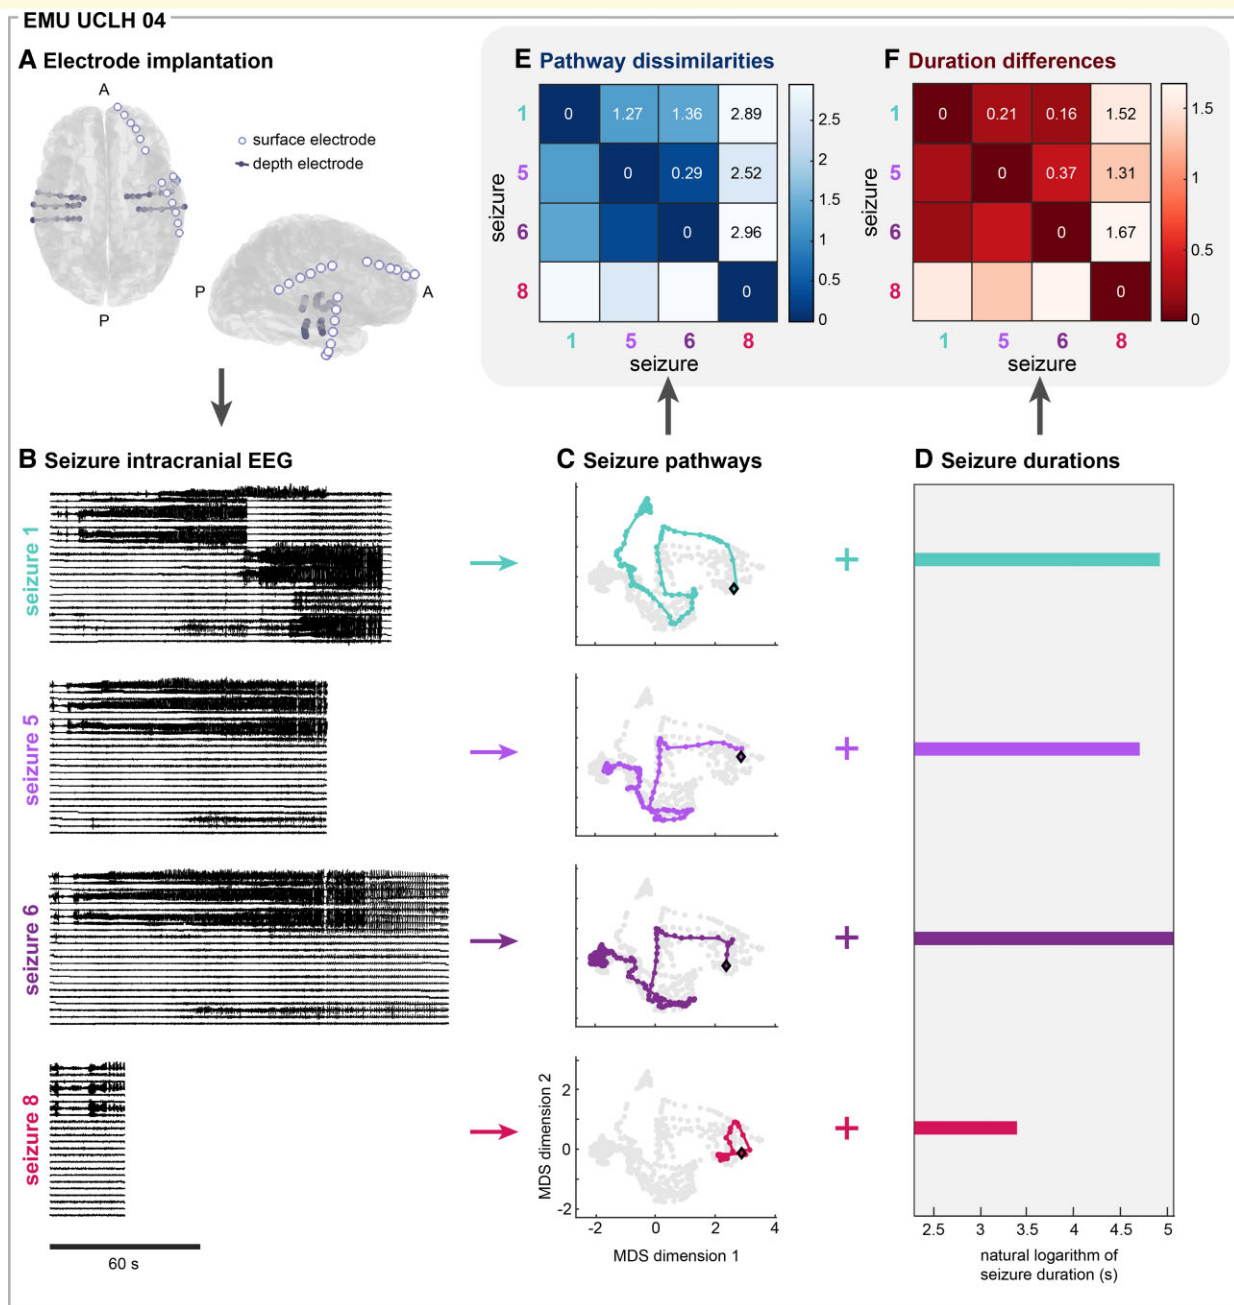 EMU UCLH 04
A Electrode implantation
A
surface electrode
depth electrode
P
P
A
E Pathway dissimilarities
1
0 1.27 1.36 2.89
5
0 0.29 2.52
6
0 2.96
8
0
seizure
1 5 6 8
seizure
2.5
2
1.5
1
0.5
0
F Duration differences
1
0 0.21 0.16 1.52
5
0 0.37 1.31
6
0 1.67
8
0
seizure
1 5 6 8
seizure
1.5
1
0.5
0
B Seizure intracranial EEG
seizure 1
seizure 5
seizure 6
seizure 8
60 s
C Seizure pathways
+
+
+
+
MDS dimension 2
2
0
-2
-2 0 2 4
MDS dimension 1
D Seizure durations
2.5 3 3.5 4 4.5 5
natural logarithm of
seizure duration (s)